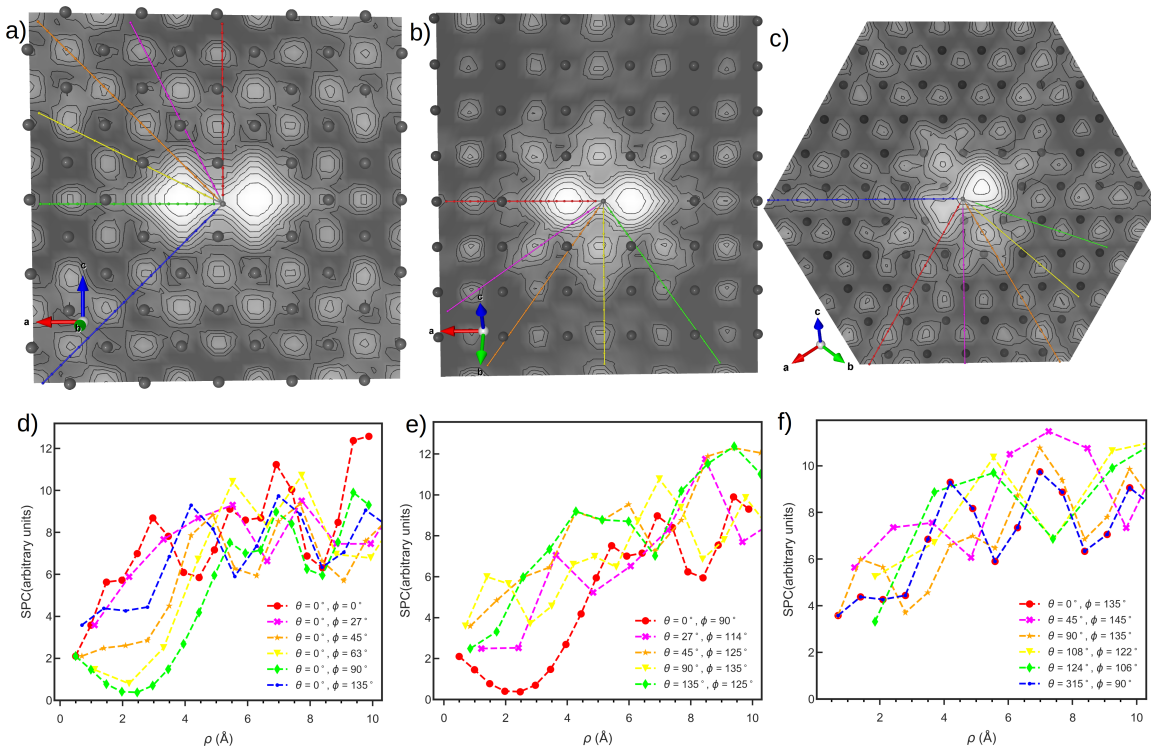 a)
b)
c)
c
a
b
c
a
b
c
a
b
d)
e)
f)
SPC(arbitrary units)
0
2
4
6
8
10
12
0
2
4
6
8
10
ρ (Å)
θ = 0°, ϕ = 0°
θ = 0°, ϕ = 27°
θ = 0°, ϕ = 45°
θ = 0°, ϕ = 63°
θ = 0°, ϕ = 90°
θ = 0°, ϕ = 135°
SPC(arbitrary units)
0
2
4
6
8
10
12
0
2
4
6
8
10
ρ (Å)
θ = 0°, ϕ = 90°
θ = 27°, ϕ = 114°
θ = 45°, ϕ = 125°
θ = 90°, ϕ = 135°
θ = 135°, ϕ = 125°
SPC(arbitrary units)
0
2
4
6
8
10
2
4
6
8
10
ρ (Å)
θ = 0°, ϕ = 135°
θ = 45°, ϕ = 145°
θ = 90°, ϕ = 135°
θ = 108°, ϕ = 122°
θ = 124°, ϕ = 106°
θ = 315°, ϕ = 90°